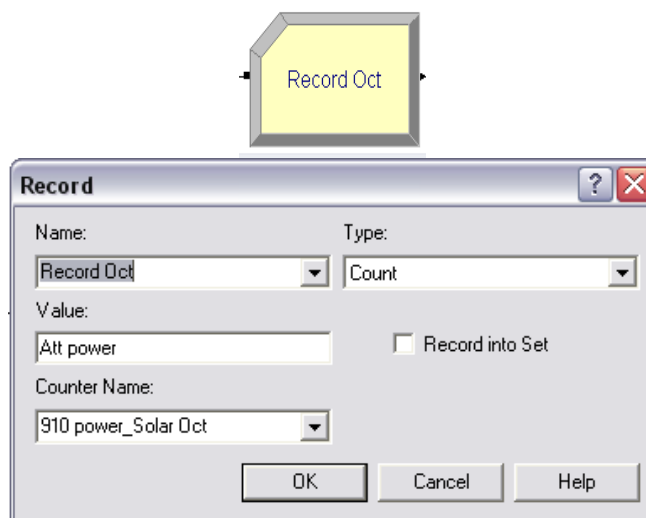 Record Oct
Record
?
Name: Type:
Record Oct Count
Value:
Att power Record into Set
Counter Name:
910 power_Solar Oct
OK Cancel Help